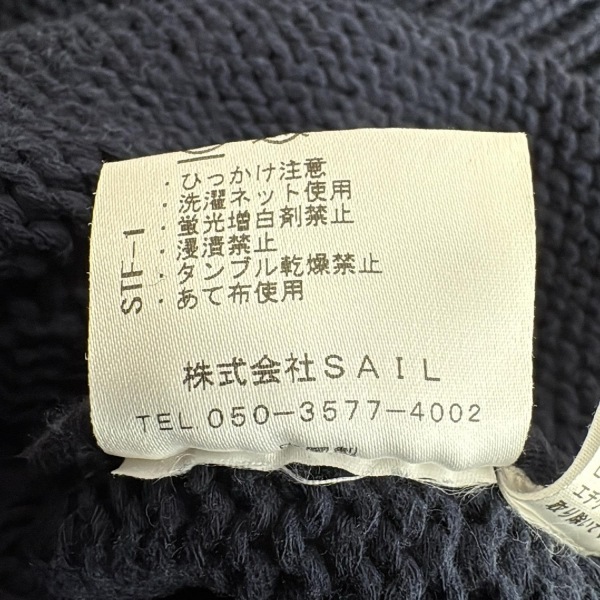 ・ひっかけ注意
・洗濯ネット使用
・蛍光増白剤禁止
・浸漬禁止
・タンブル乾燥禁止
・あて布使用
STF-1
株式会社SAIL
TEL.050-3577-4002